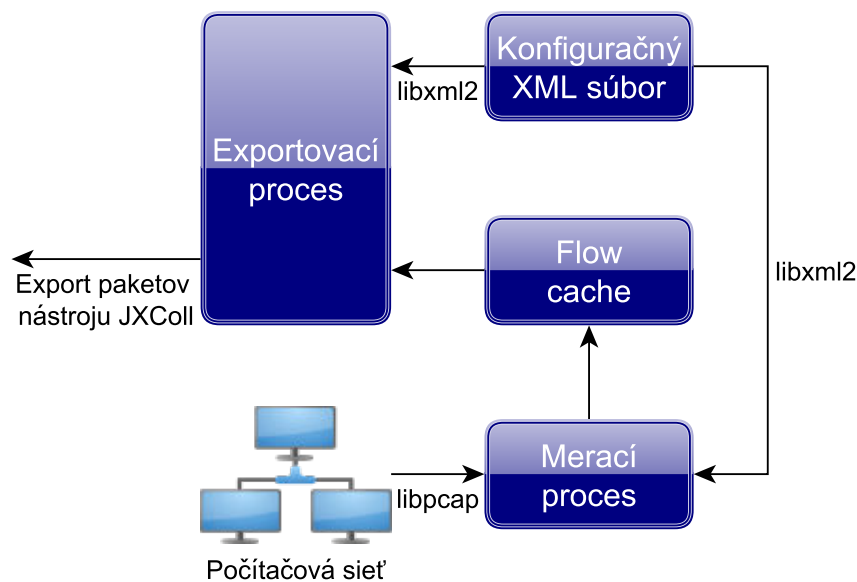 Konfiguračný
XML súbor
libxml2
Exportovací
proces
Flow
cache
libxml2
Export paketov
nástroju JXColl
Merací
proces
libpcap
Počítačová sieť